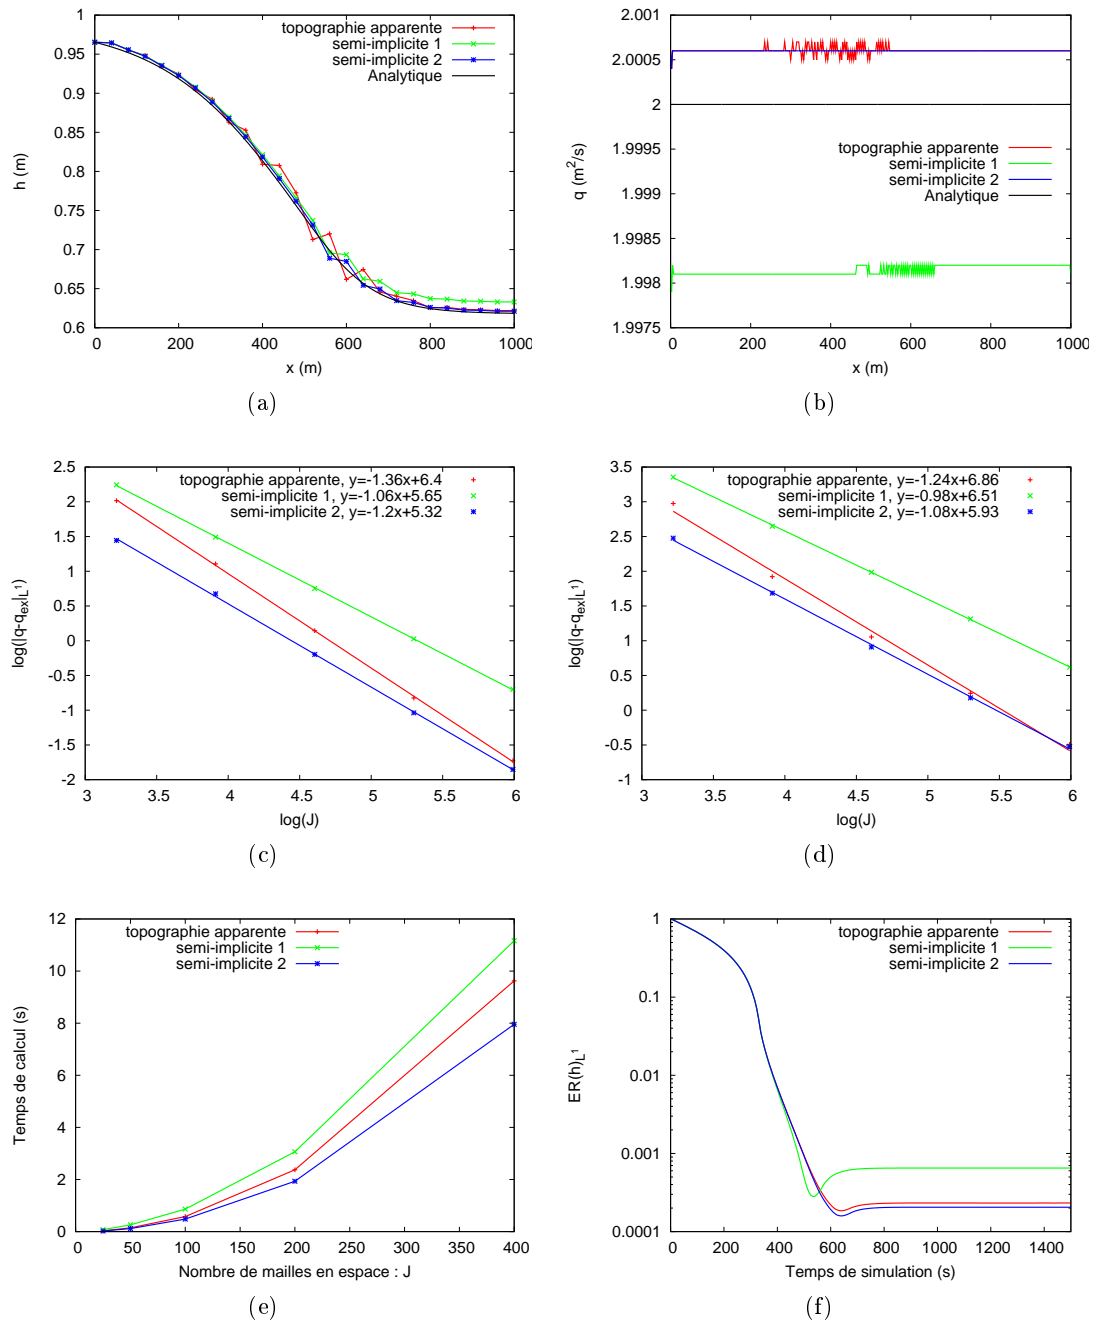 topographie apparente
semi-implicite 1
semi-implicite 2
Analytique
1
0.95
0.9
0.85
0.8
0.75
0.7
0.65
0.6
h (m)
0 200 400 600 800 1000
x (m)
(a)
topographie apparente
semi-implicite 1
semi-implicite 2
Analytique
2.001
2.0005
2
1.9995
1.999
1.9985
1.998
1.9975
q (m²/s)
0 200 400 600 800 1000
x (m)
(b)
topographie apparente, y=-1.36x+6.4
semi-implicite 1, y=-1.06x+5.65
semi-implicite 2, y=-1.2x+5.32
2.5
2
1.5
1
0.5
0
-0.5
-1
-1.5
-2
log(|q-q_ex|_L¹)
3 3.5 4 4.5 5 5.5 6
log(J)
(c)
topographie apparente, y=-1.24x+6.86
semi-implicite 1, y=-0.98x+6.51
semi-implicite 2, y=-1.08x+5.93
3.5
3
2.5
2
1.5
1
0.5
0
-0.5
-1
log(|q-q_ex|_L¹)
3 3.5 4 4.5 5 5.5 6
log(J)
(d)
topographie apparente
semi-implicite 1
semi-implicite 2
12
10
8
6
4
2
0
Temps de calcul (s)
0 50 100 150 200 250 300 350 400
Nombre de mailles en espace : J
(e)
topographie apparente
semi-implicite 1
semi-implicite 2
1
0.1
0.01
0.001
0.0001
ER(h)_L¹
0 200 400 600 800 1000 1200 1400
Temps de simulation (s)
(f)